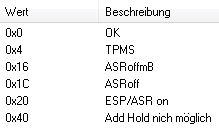 Wert Beschreibung
0x0 OK
0x4 TPMS
0x16 ASRoffmB
0x1C ASRoff
0x20 ESP/ASR on
0x40 Add Hold nich möglich